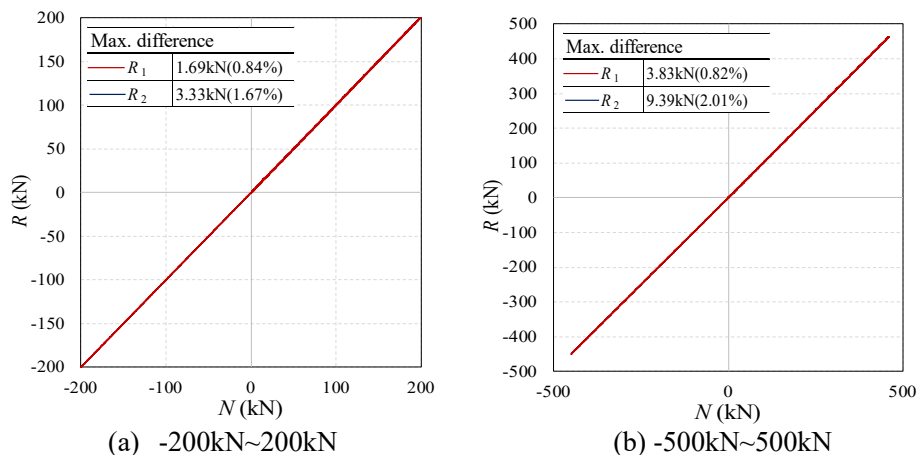 Max. difference
R1 1.69kN(0.84%)
R2 3.33kN(1.67%)
200
150
100
50
0
-50
-100
-150
-200
R (kN)
-200 -100 0 100 200
N (kN)
(a) -200kN~200kN
Max. difference
R1 3.83kN(0.82%)
R2 9.39kN(2.01%)
500
400
300
200
100
0
-100
-200
-300
-400
-500
R (kN)
-500 0 500
N (kN)
(b) -500kN~500kN